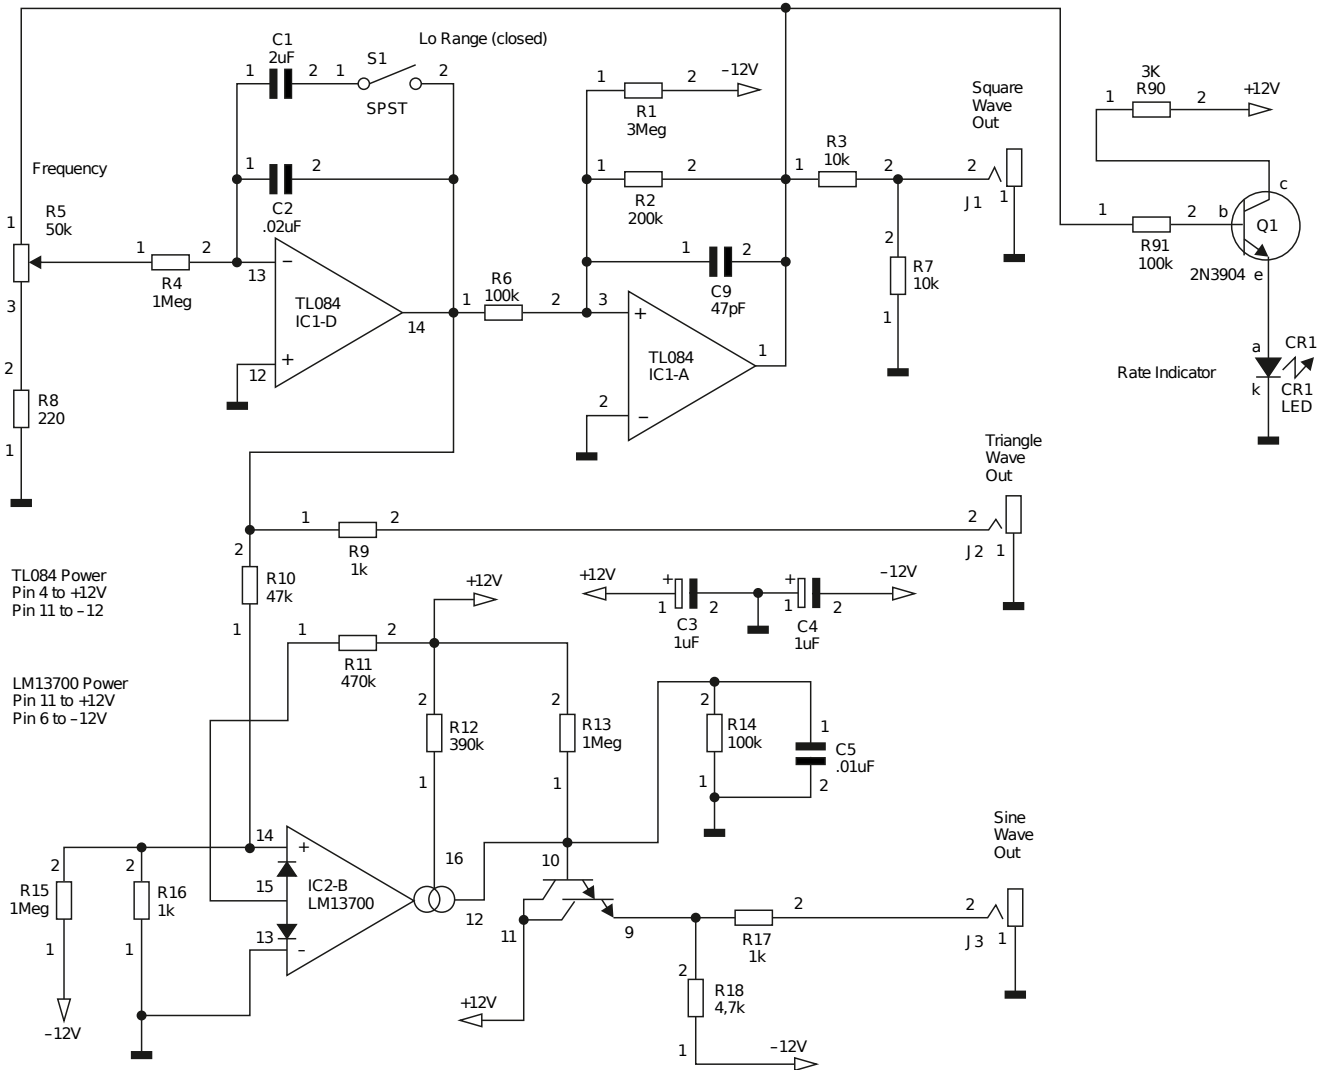 C1
2uF
Lo Range (closed)
1
2
1
S1
2
SPST
1
2
–12V
R1
3Meg
Square
Wave
Out
3K
R90
1
2
+12V
Frequency
1
2
C2
.02uF
1
2
R2
200k
1
R3
10k
2
2
J1
1
c
1
R5
50k
1
2
R4
1Meg
3
13
–
TL084
IC1-D
14
+
12
1
R6
100k
2
1
2
C9
47pF
3
+
TL084
IC1-A
1
2
–
2
R7
10k
1
1
2
R91
100k
b
Q1
2N3904
e
Rate Indicator
a
k
CR1
CR1
LED
2
R8
220
1
Triangle
Wave
Out
1
2
R9
1k
2
J2
1
TL084 Power
Pin 4 to +12V
Pin 11 to –12
2
R10
47k
1
+12V
+12V
+
1
2
C3
1uF
+
1
2
C4
1uF
–12V
1
2
R11
470k
LM13700 Power
Pin 11 to +12V
Pin 6 to –12V
2
R12
390k
1
2
R13
1Meg
1
2
R14
100k
1
1
C5
.01uF
2
Sine
Wave
Out
14
+
15
IC2-B
LM13700
13
–
16
12
10
11
9
2
R15
1Meg
1
–12V
2
R16
1k
1
R17
1k
2
2
J3
1
+12V
2
R18
4,7k
1
–12V